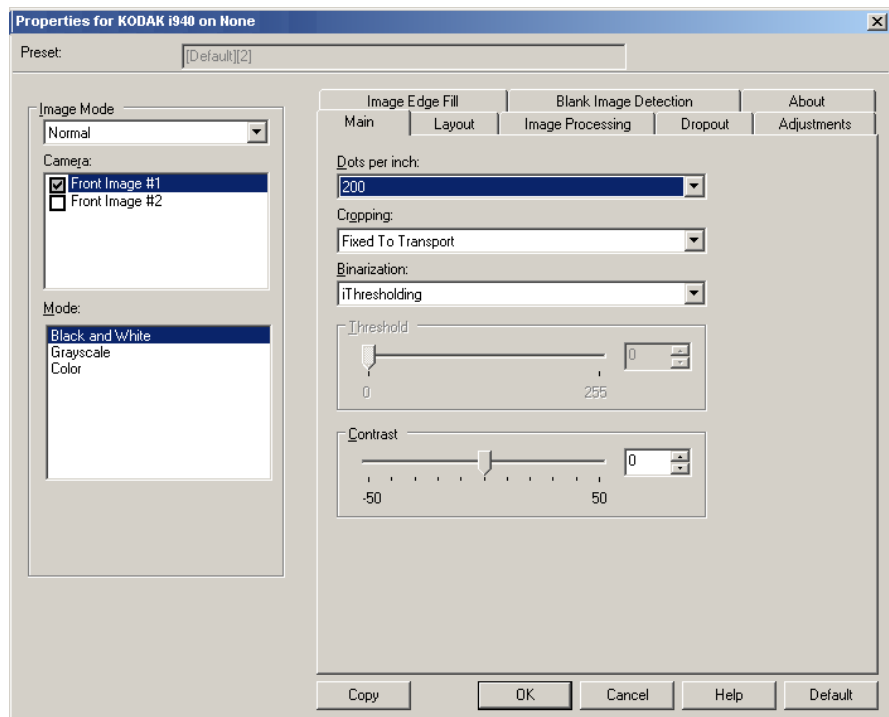 Properties for KODAK i940 on None
Preset:
[Default][2]
Image Mode
Normal
Camera:
Front Image #1
Front Image #2
Mode:
Black and White
Grayscale
Color
Image Edge Fill
Blank Image Detection
About
Main
Layout
Image Processing
Dropout
Adjustments
Dots per inch:
200
Cropping:
Fixed To Transport
Binarization:
iThresholding
Threshold
0
0
255
Contrast
0
-50
50
Copy
OK
Cancel
Help
Default